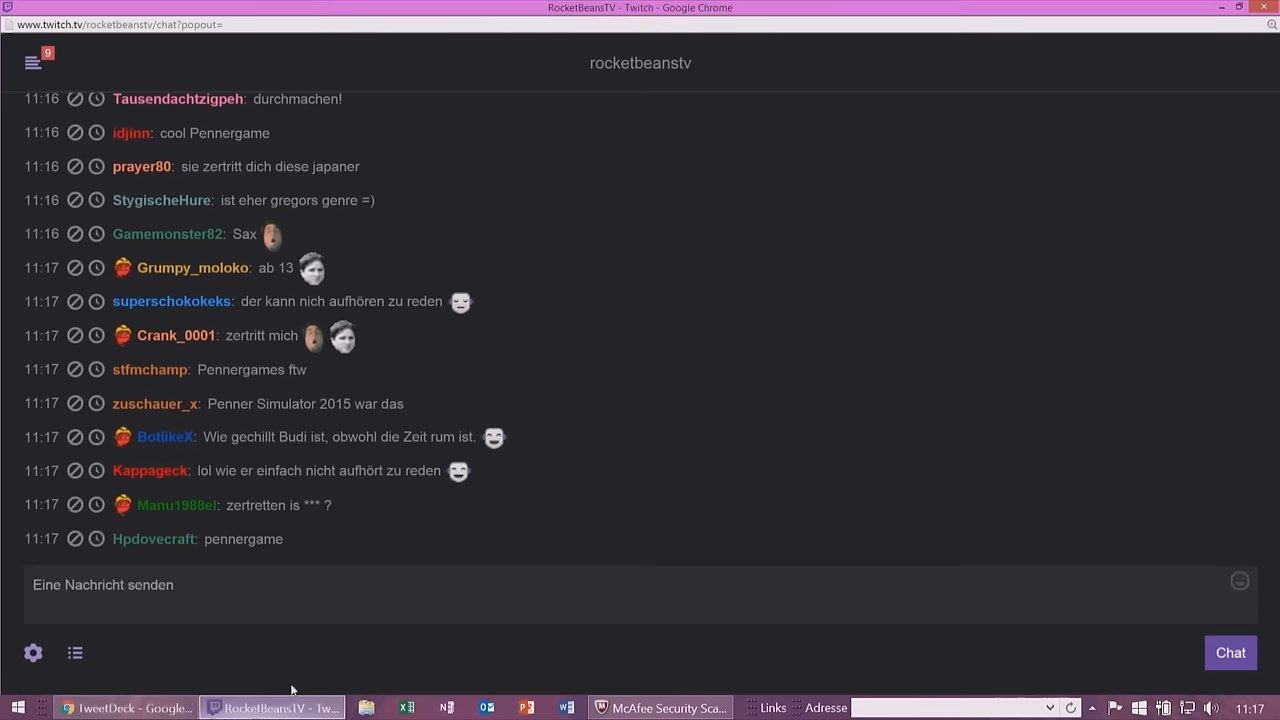 RocketBeansTV - Twitch - Google Chrome
www.twitch.tv/rocketbeanstv/chat?popout=
9
rocketbeanstv
11:16 Tausendachtzigpeh: durchmachen!
11:16 idjinn: cool Pennergame
11:16 prayer80: sie zertritt dich diese japaner
11:16 StygischeHure: ist eher gregors genre =)
11:16 Gamemonster82: Sax
11:17 Grumpy_moloko: ab 13
11:17 superschokokeks: der kann nich aufhören zu reden
11:17 Crank_0001: zertritt mich
11:17 stfmchamp: Pennergames ftw
11:17 zuschauer_x: Penner Simulator 2015 war das
11:17 BotlikeX: Wie gechillt Budi ist, obwohl die Zeit rum ist.
11:17 Kappageck: lol wie er einfach nicht aufhört zu reden
11:17 Manu1988el: zertretten is *** ?
11:17 Hpdovecraft: pennergame
Eine Nachricht senden
Chat
TweetDeck - Google... RocketBeansTV - Tw... McAfee Security Sca... Links Adresse 11:17